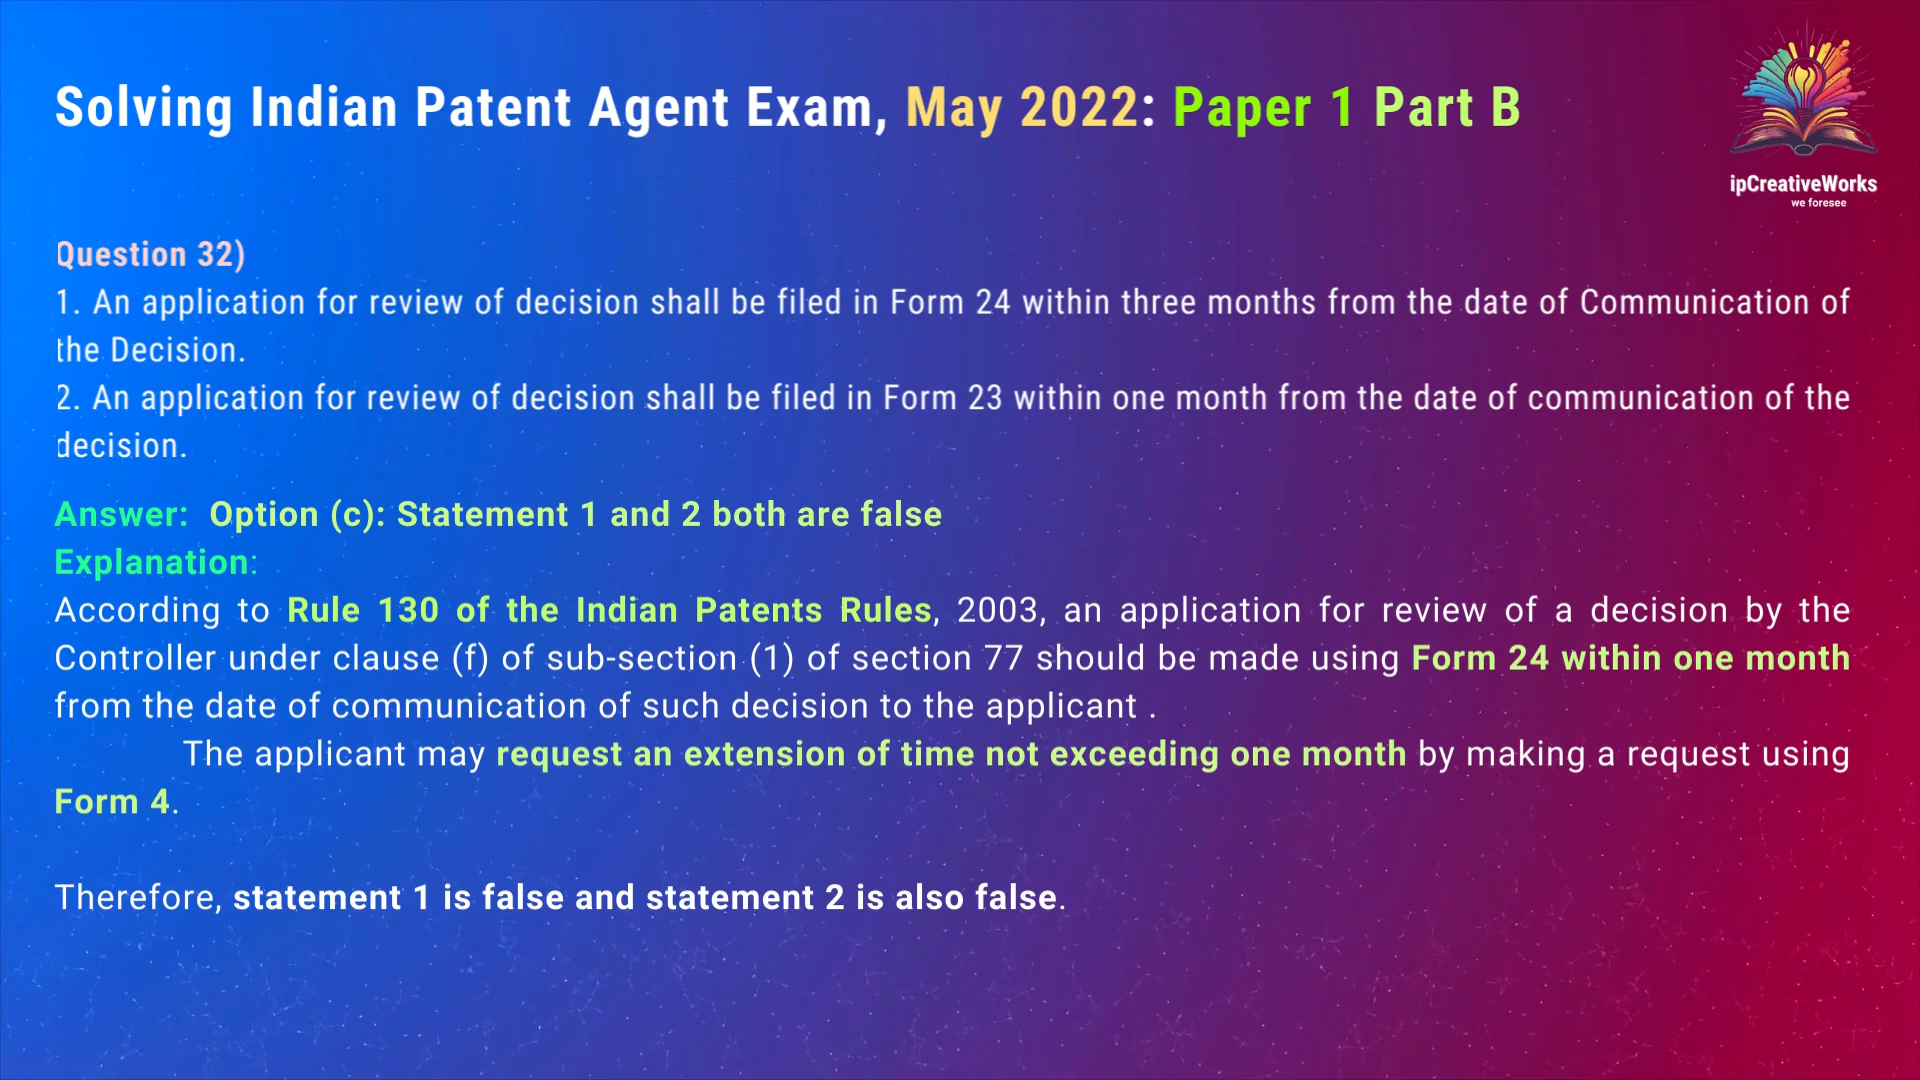 Solving Indian Patent Agent Exam, May 2022: Paper 1 Part B
ipCreativeWorks
we foresee
Question 32)
1. An application for review of decision shall be filed in Form 24 within three months from the date of Communication of
the Decision.
2. An application for review of decision shall be filed in Form 23 within one month from the date of communication of the
decision.
Answer: Option (c): Statement 1 and 2 both are false
Explanation:
According to Rule 130 of the Indian Patents Rules, 2003, an application for review of a decision by the
Controller under clause (f) of sub-section (1) of section 77 should be made using Form 24 within one month
from the date of communication of such decision to the applicant .
The applicant may request an extension of time not exceeding one month by making a request using
Form 4.
Therefore, statement 1 is false and statement 2 is also false.